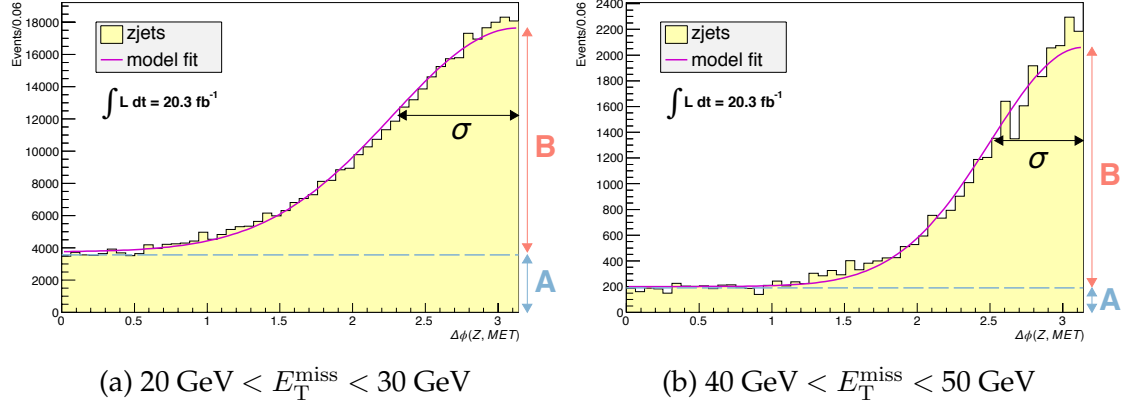 Events/0.06
18000
16000
14000
12000
10000
8000
6000
4000
2000
0
zjets
model fit
∫ L dt = 20.3 fb⁻¹
σ
B
A
0 0.5 1 1.5 2 2.5 3
Δϕ(Z, MET)
(a) 20 GeV < E_T^miss < 30 GeV
Events/0.06
2400
2200
2000
1800
1600
1400
1200
1000
800
600
400
200
0
zjets
model fit
∫ L dt = 20.3 fb⁻¹
σ
B
A
0 0.5 1 1.5 2 2.5 3
Δϕ(Z, MET)
(b) 40 GeV < E_T^miss < 50 GeV